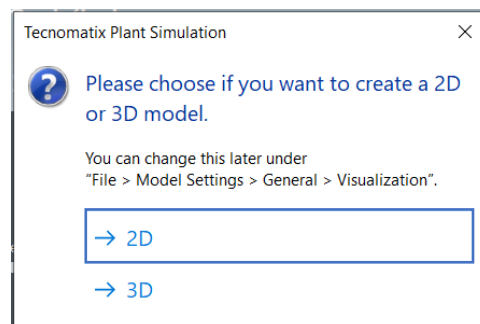 Tecnomatix Plant Simulation
Please choose if you want to create a 2D
or 3D model.
You can change this later under
“File > Model Settings > General > Visualization”.
→ 2D
→ 3D